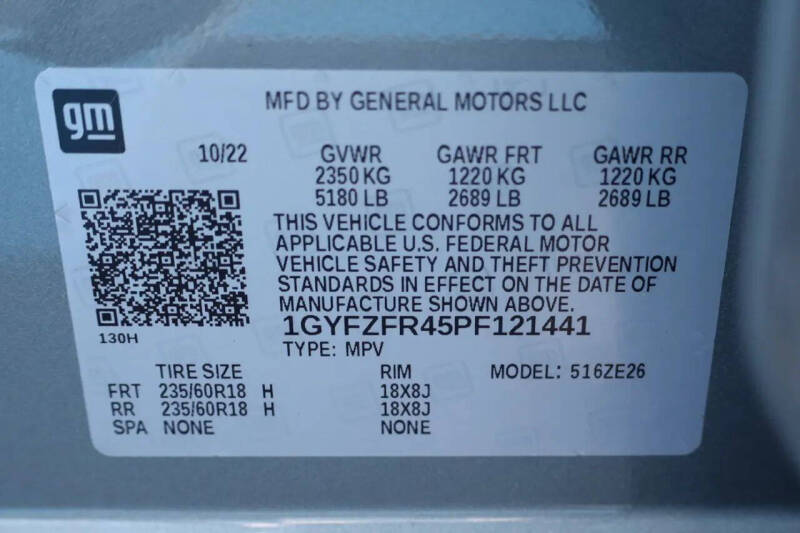 gm
MFD BY GENERAL MOTORS LLC
10/22 GVWR GAWR FRT GAWR RR
2350 KG 1220 KG 1220 KG
5180 LB 2689 LB 2689 LB
THIS VEHICLE CONFORMS TO ALL
APPLICABLE U.S. FEDERAL MOTOR
VEHICLE SAFETY AND THEFT PREVENTION
STANDARDS IN EFFECT ON THE DATE OF
MANUFACTURE SHOWN ABOVE.
1GYFZFR45PF121441
130H
TYPE: MPV
TIRE SIZE RIM MODEL: 516ZE26
FRT 235/60R18 H 18X8J
RR 235/60R18 H 18X8J
SPA NONE NONE